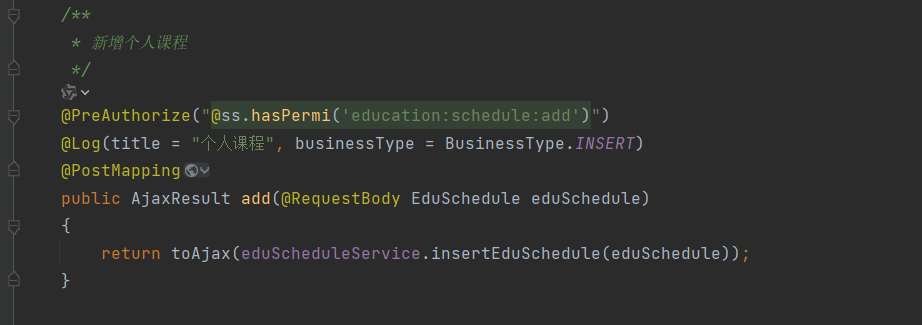 /**
 * 新增个人课程
 */
@PreAuthorize("@ss.hasPermi('education:schedule:add')")
@Log(title = "个人课程", businessType = BusinessType.INSERT)
@PostMapping
public AjaxResult add(@RequestBody EduSchedule eduSchedule)
{
    return toAjax(eduScheduleService.insertEduSchedule(eduSchedule));
}